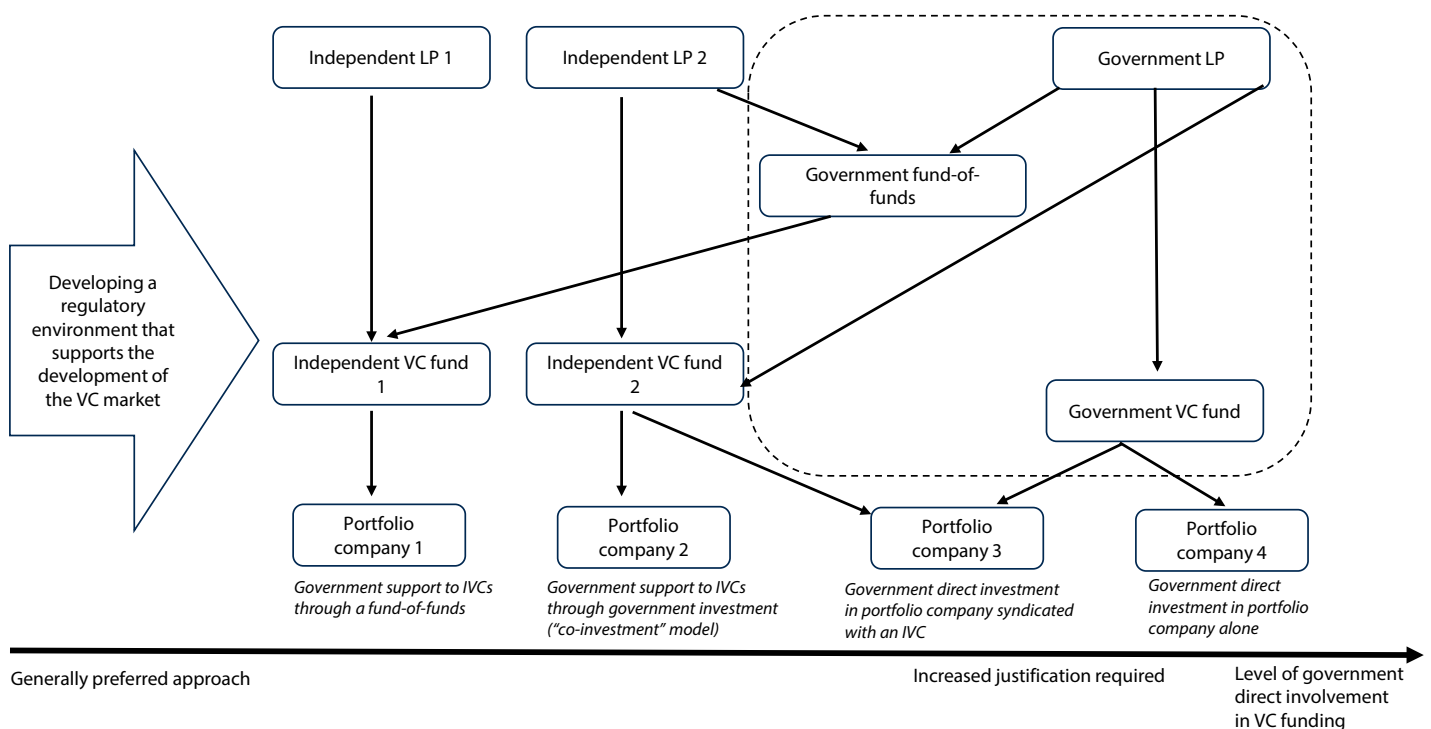 Independent LP 1
Independent LP 2
Government LP
Government fund-of-
funds
Developing a
regulatory
environment that
supports the
development of
the VC market
Independent VC fund
1
Independent VC fund
2
Government VC fund
Portfolio
company 1
Portfolio
company 2
Portfolio
company 3
Portfolio
company 4
Government support to IVCs
through a fund-of-funds
Government support to IVCs
through government investment
(“co-investment” model)
Government direct investment
in portfolio company syndicated
with an IVC
Government direct
investment in portfolio
company alone
Generally preferred approach
Increased justification required
Level of government
direct involvement
in VC funding